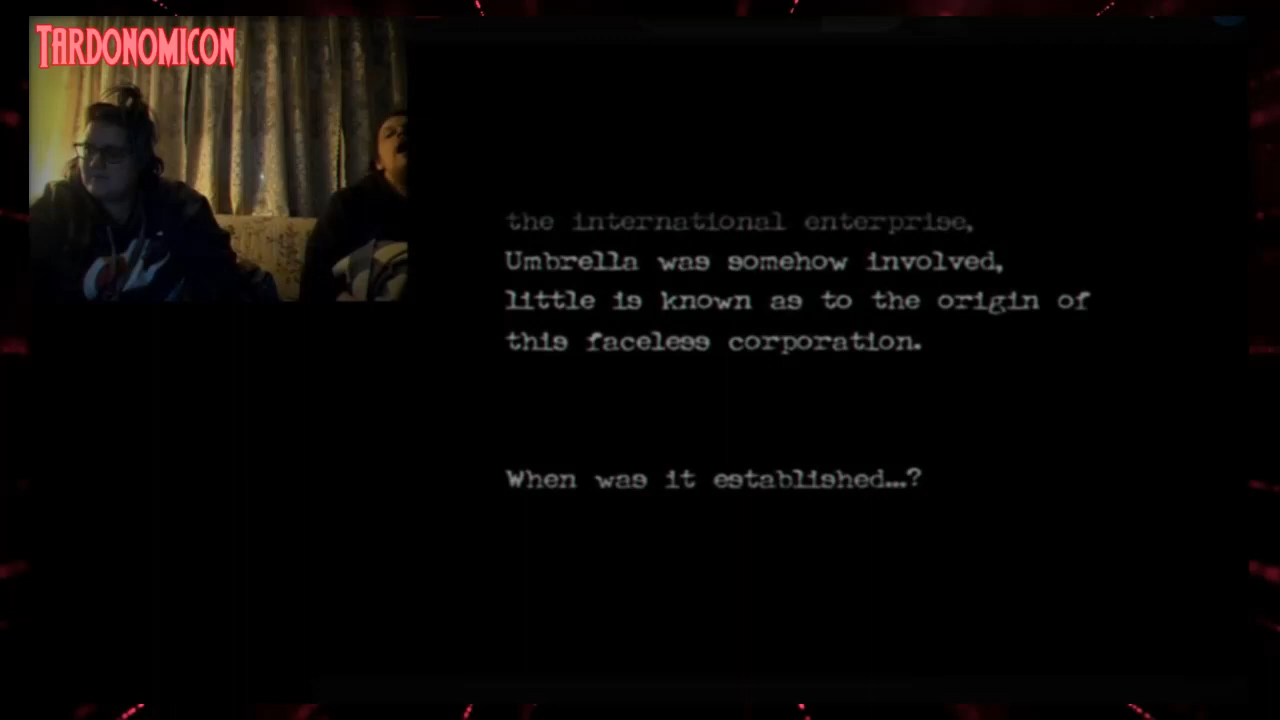 TARDONOMICON
the international enterprise,
Umbrella was somehow involved,
little is known as to the origin of
this faceless corporation.
When was it established...?